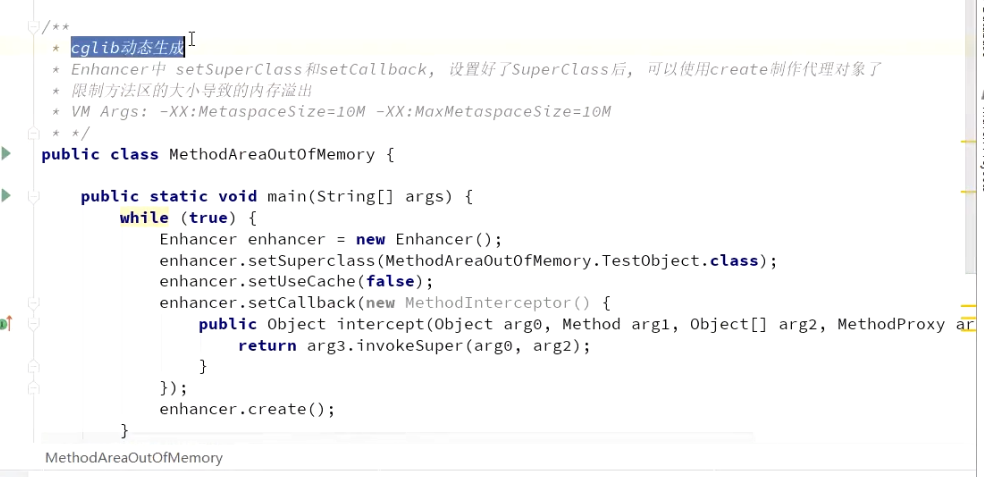 /**
* cglib动态生成
* Enhancer中 setSuperClass和setCallback, 设置好了SuperClass后, 可以使用create制作代理对象了
* 限制方法区的大小导致的内存溢出
* VM Args: -XX:MetaspaceSize=10M -XX:MaxMetaspaceSize=10M
* */
public class MethodAreaOutOfMemory {
public static void main(String[] args) {
while (true) {
Enhancer enhancer = new Enhancer();
enhancer.setSuperclass(MethodAreaOutOfMemory.TestObject.class);
enhancer.setUseCache(false);
enhancer.setCallback(new MethodInterceptor() {
public Object intercept(Object arg0, Method arg1, Object[] arg2, MethodProxy ar
return arg3.invokeSuper(arg0, arg2);
}
});
enhancer.create();
}
MethodAreaOutOfMemory